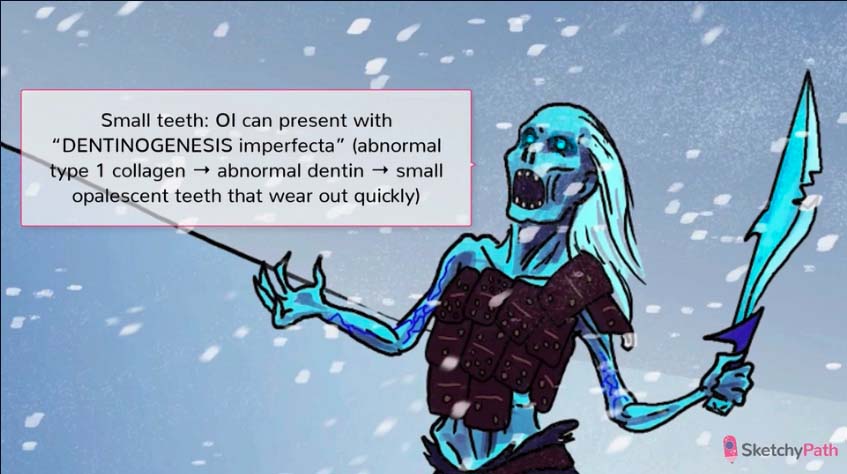 Small teeth: OI can present with
“DENTINOGENESIS imperfecta” (abnormal
type 1 collagen → abnormal dentin → small
opalescent teeth that wear out quickly)
SketchyPath